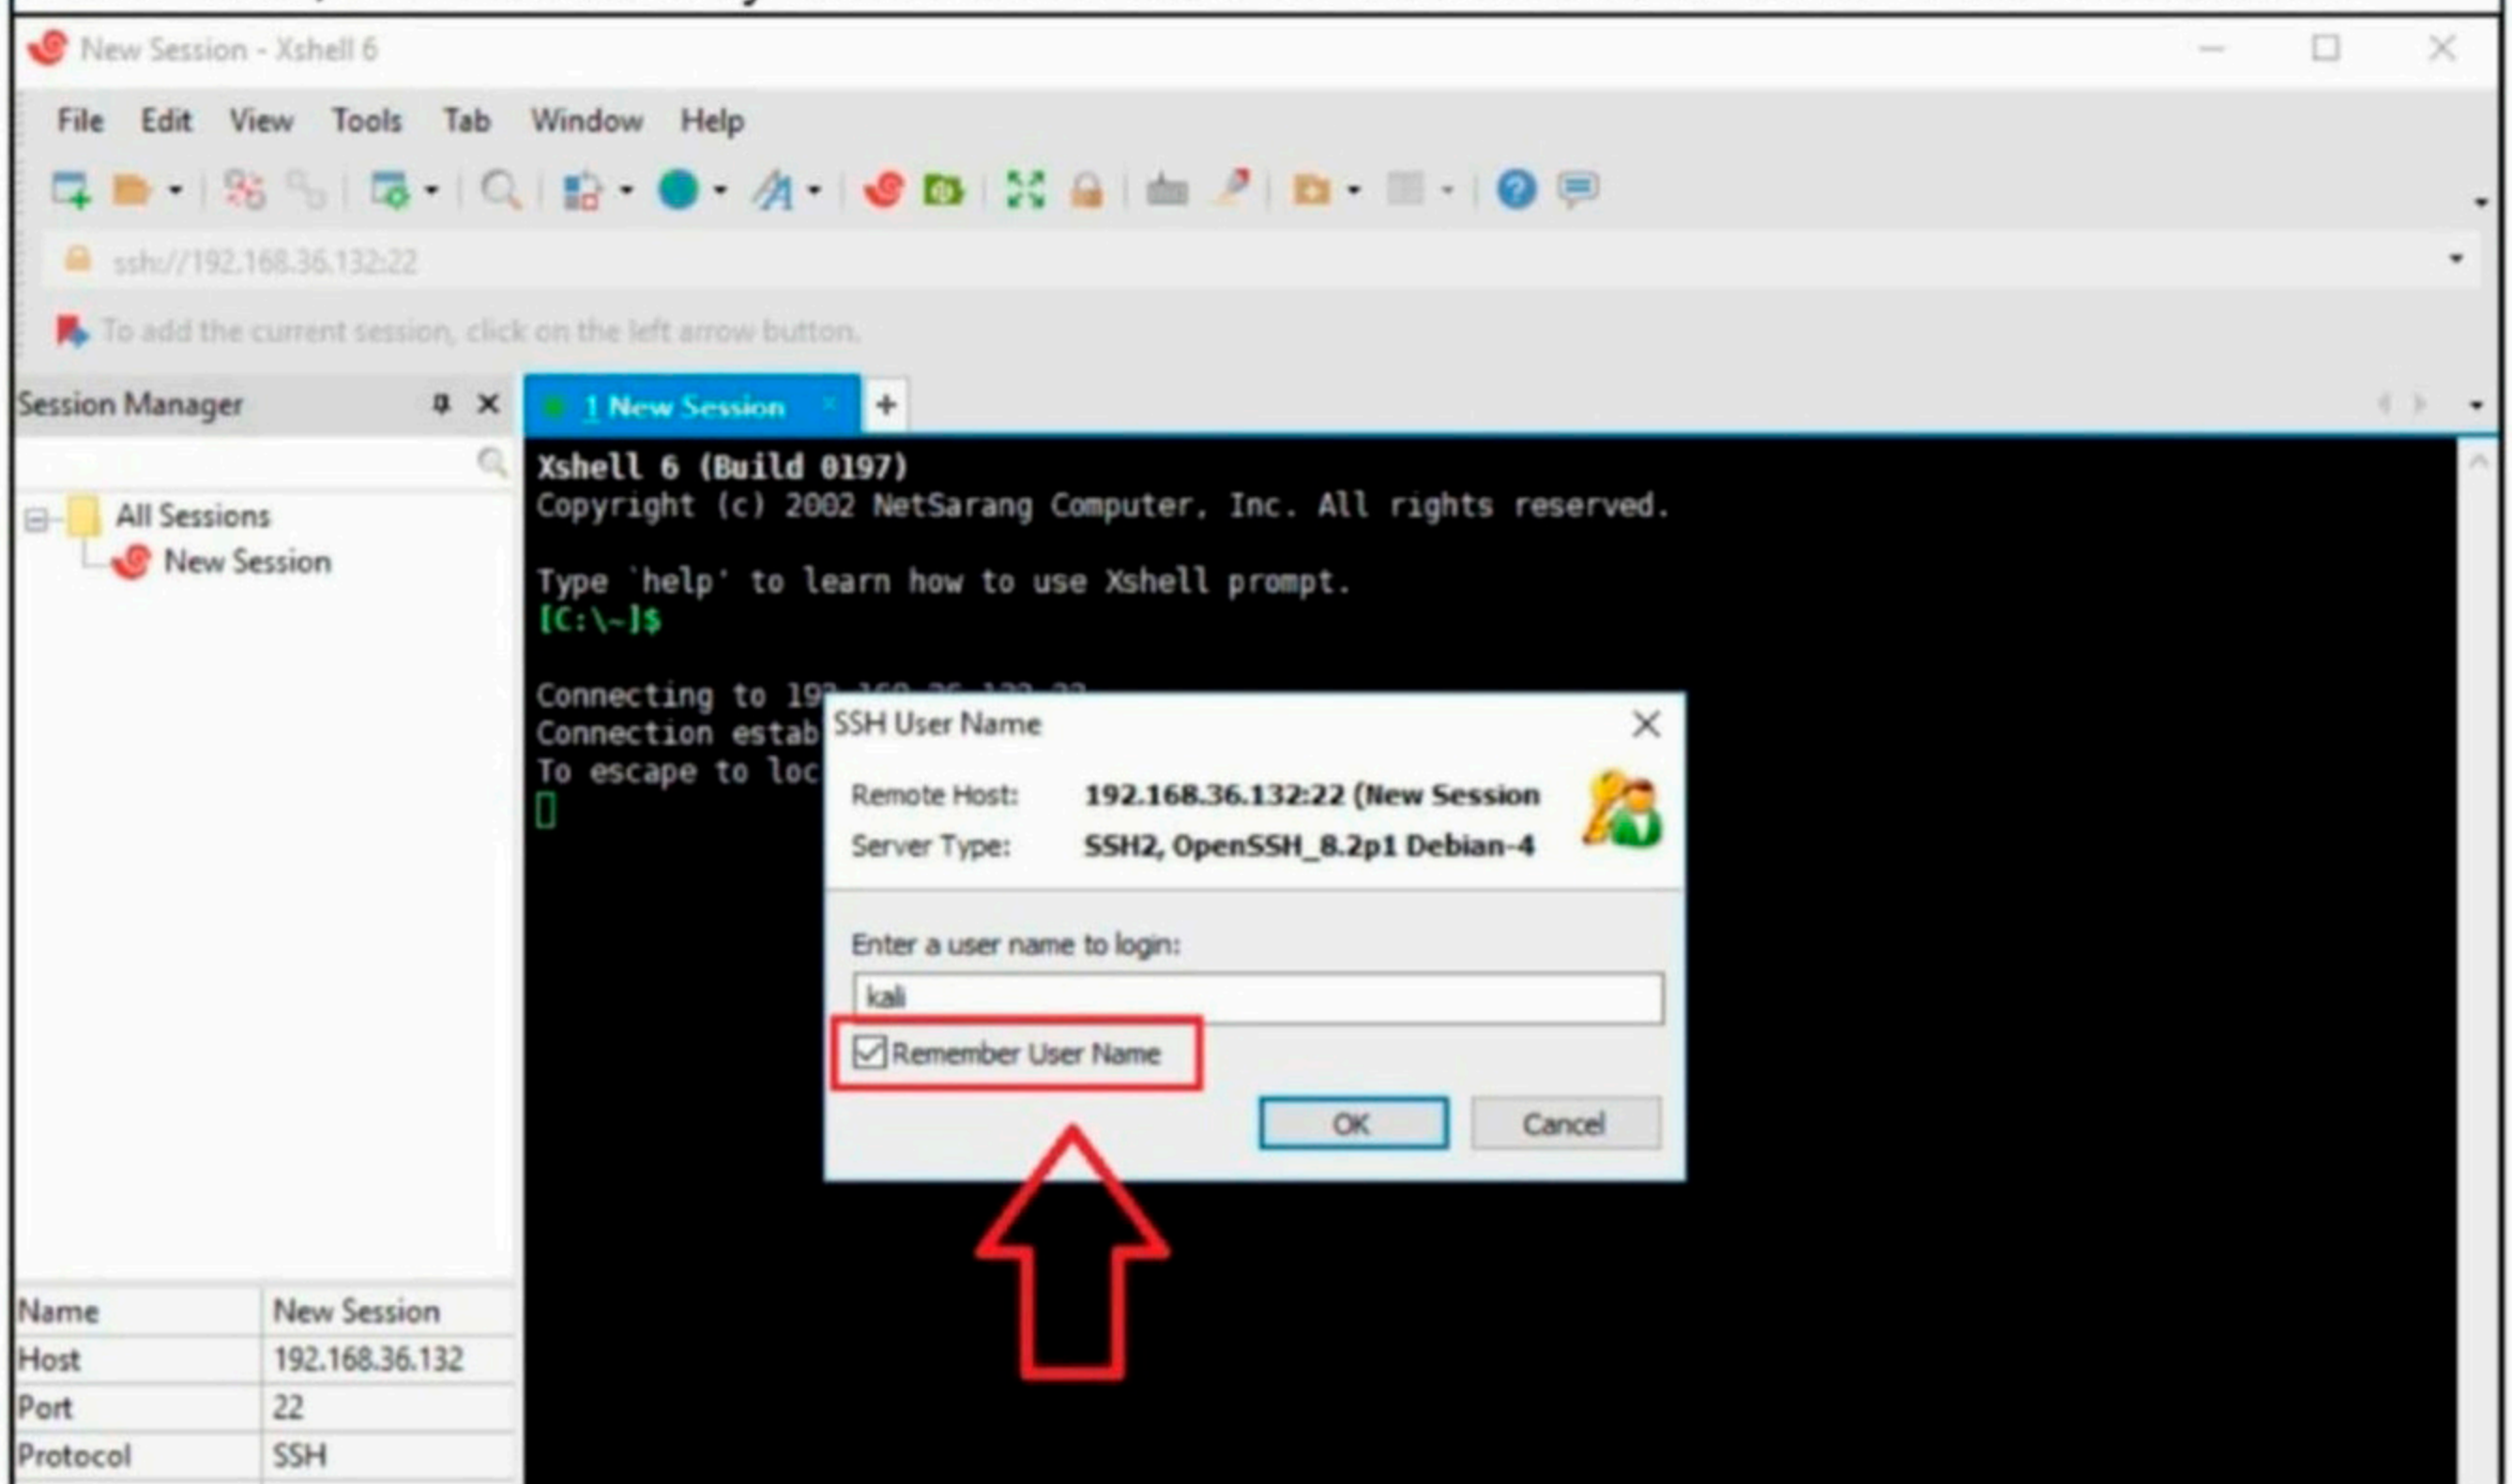 New Session - Xshell 6
File Edit View Tools Tab Window Help
ssh://192.168.36.132:22
To add the current session, click on the left arrow button.
Session Manager
1 New Session
All Sessions
New Session
Xshell 6 (Build 0197)
Copyright (c) 2002 NetSarang Computer, Inc. All rights reserved.
Type `help' to learn how to use Xshell prompt.
[C:\~]$
Connecting to 192.168.36.132:22
Connection estab
To escape to loc
SSH User Name
Remote Host: 192.168.36.132:22 (New Session
Server Type: SSH2, OpenSSH_8.2p1 Debian-4
Enter a user name to login:
kali
Remember User Name
OK Cancel
Name New Session
Host 192.168.36.132
Port 22
Protocol SSH